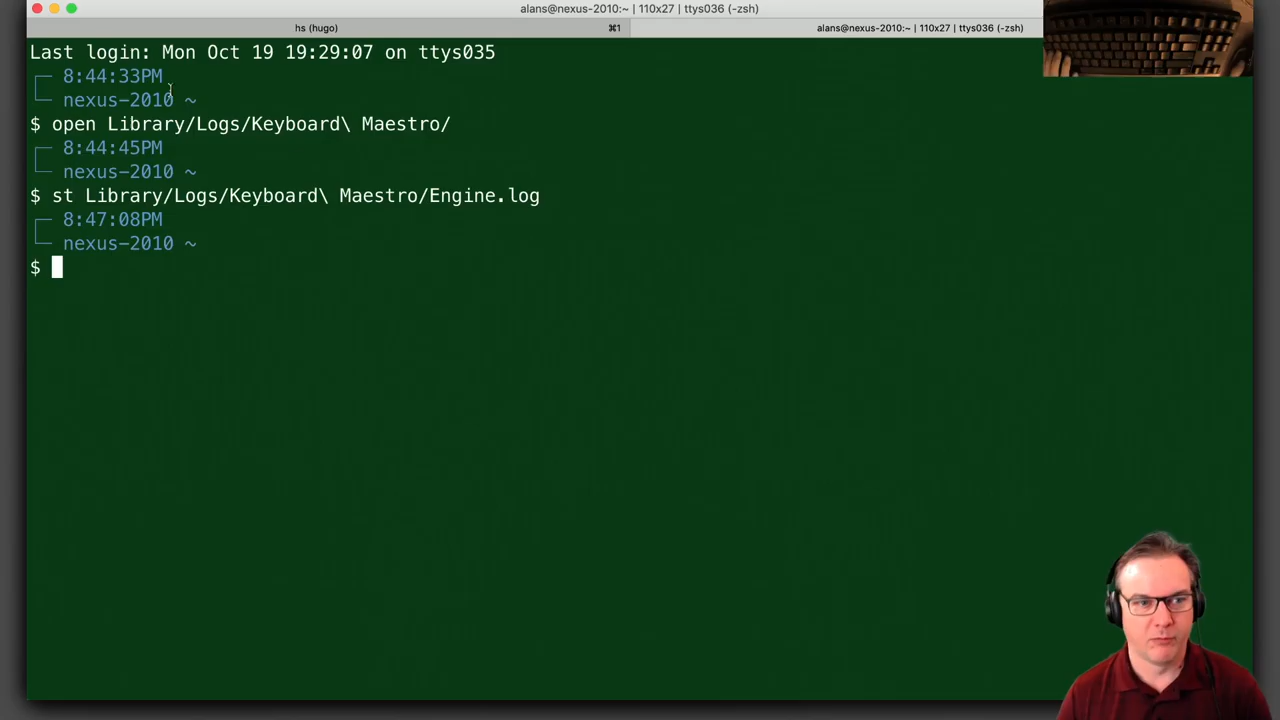 alans@nexus-2010:~ | 110x27 | ttys036 (-zsh)
hs (hugo) ⌘1 alans@nexus-2010:~ | 110x27 | ttys036 (-zsh)
Last login: Mon Oct 19 19:29:07 on ttys035
8:44:33PM
nexus-2010 ~
$ open Library/Logs/Keyboard\ Maestro/
8:44:45PM
nexus-2010 ~
$ st Library/Logs/Keyboard\ Maestro/Engine.log
8:47:08PM
nexus-2010 ~
$